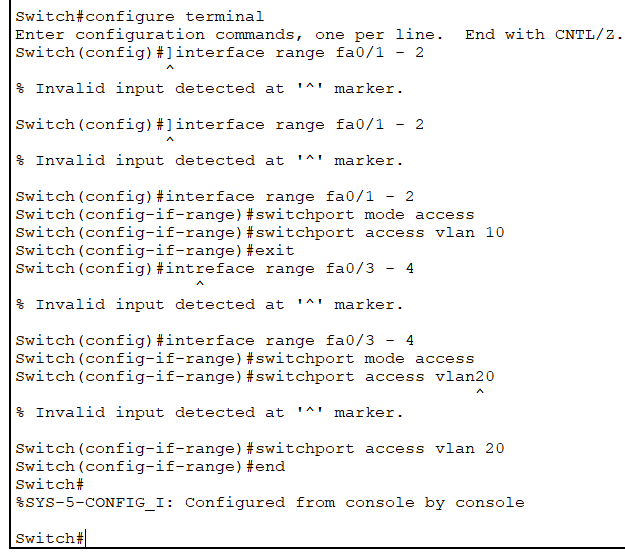 Switch#configure terminal
Enter configuration commands, one per line.  End with CNTL/Z.
Switch(config)#]interface range fa0/1 - 2
^
% Invalid input detected at '^' marker.
Switch(config)#]interface range fa0/1 - 2
^
% Invalid input detected at '^' marker.
Switch(config)#interface range fa0/1 - 2
Switch(config-if-range)#switchport mode access
Switch(config-if-range)#switchport access vlan 10
Switch(config-if-range)#exit
Switch(config)#intreface range fa0/3 - 4
^
% Invalid input detected at '^' marker.
Switch(config)#interface range fa0/3 - 4
Switch(config-if-range)#switchport mode access
Switch(config-if-range)#switchport access vlan20
^
% Invalid input detected at '^' marker.
Switch(config-if-range)#switchport access vlan 20
Switch(config-if-range)#end
Switch#
%SYS-5-CONFIG_I: Configured from console by console
Switch#